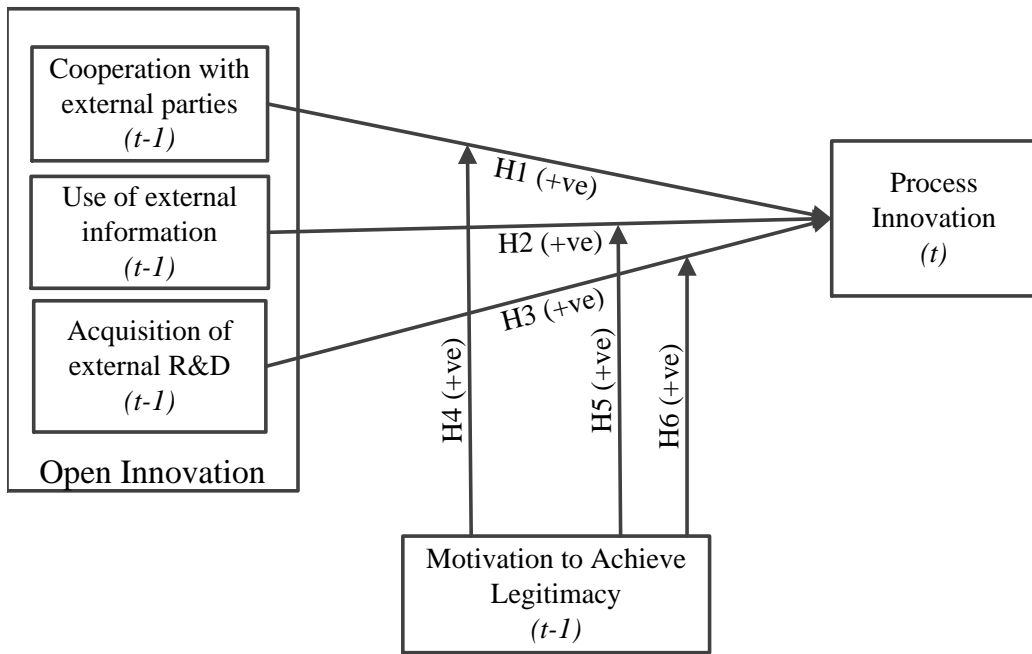 Cooperation with
external parties
(t-1)
Use of external
information
(t-1)
Acquisition of
external R&D
(t-1)
Open Innovation
H1 (+ve)
H2 (+ve)
H3 (+ve)
H4 (+ve)
H5 (+ve)
H6 (+ve)
Process
Innovation
(t)
Motivation to Achieve
Legitimacy
(t-1)